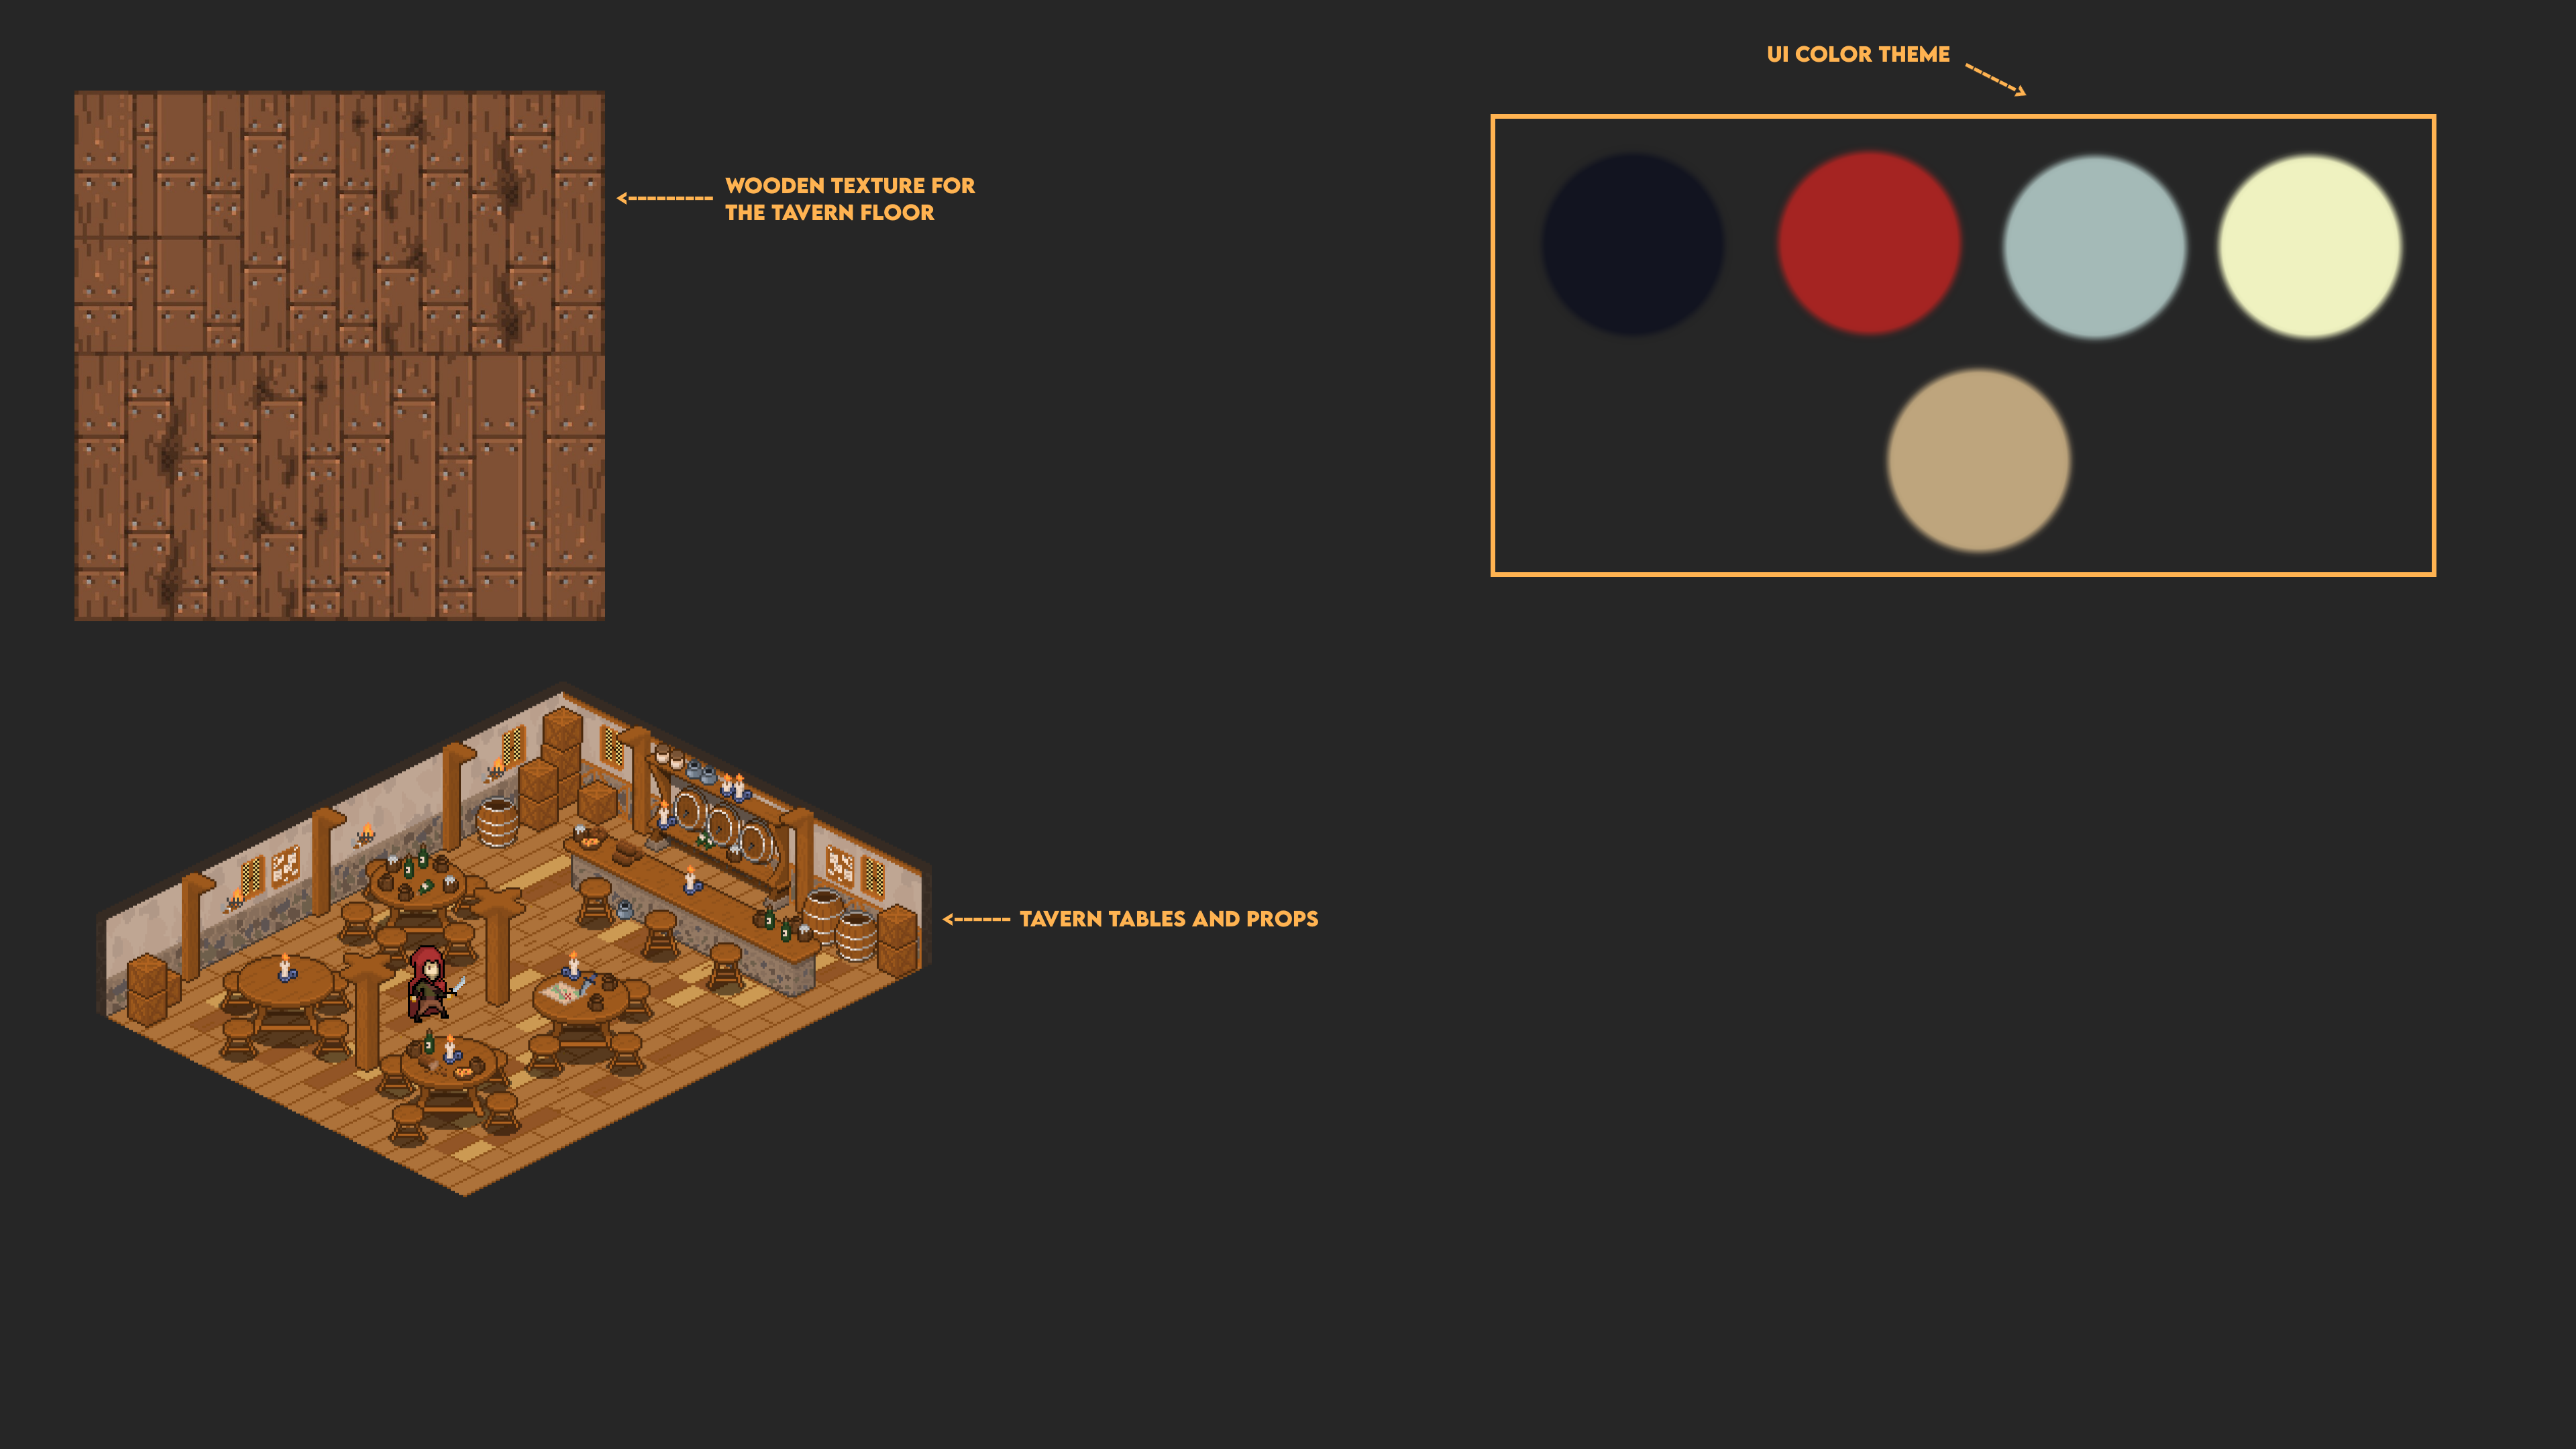 UI COLOR THEME
WOODEN TEXTURE FOR
THE TAVERN FLOOR
TAVERN TABLES AND PROPS